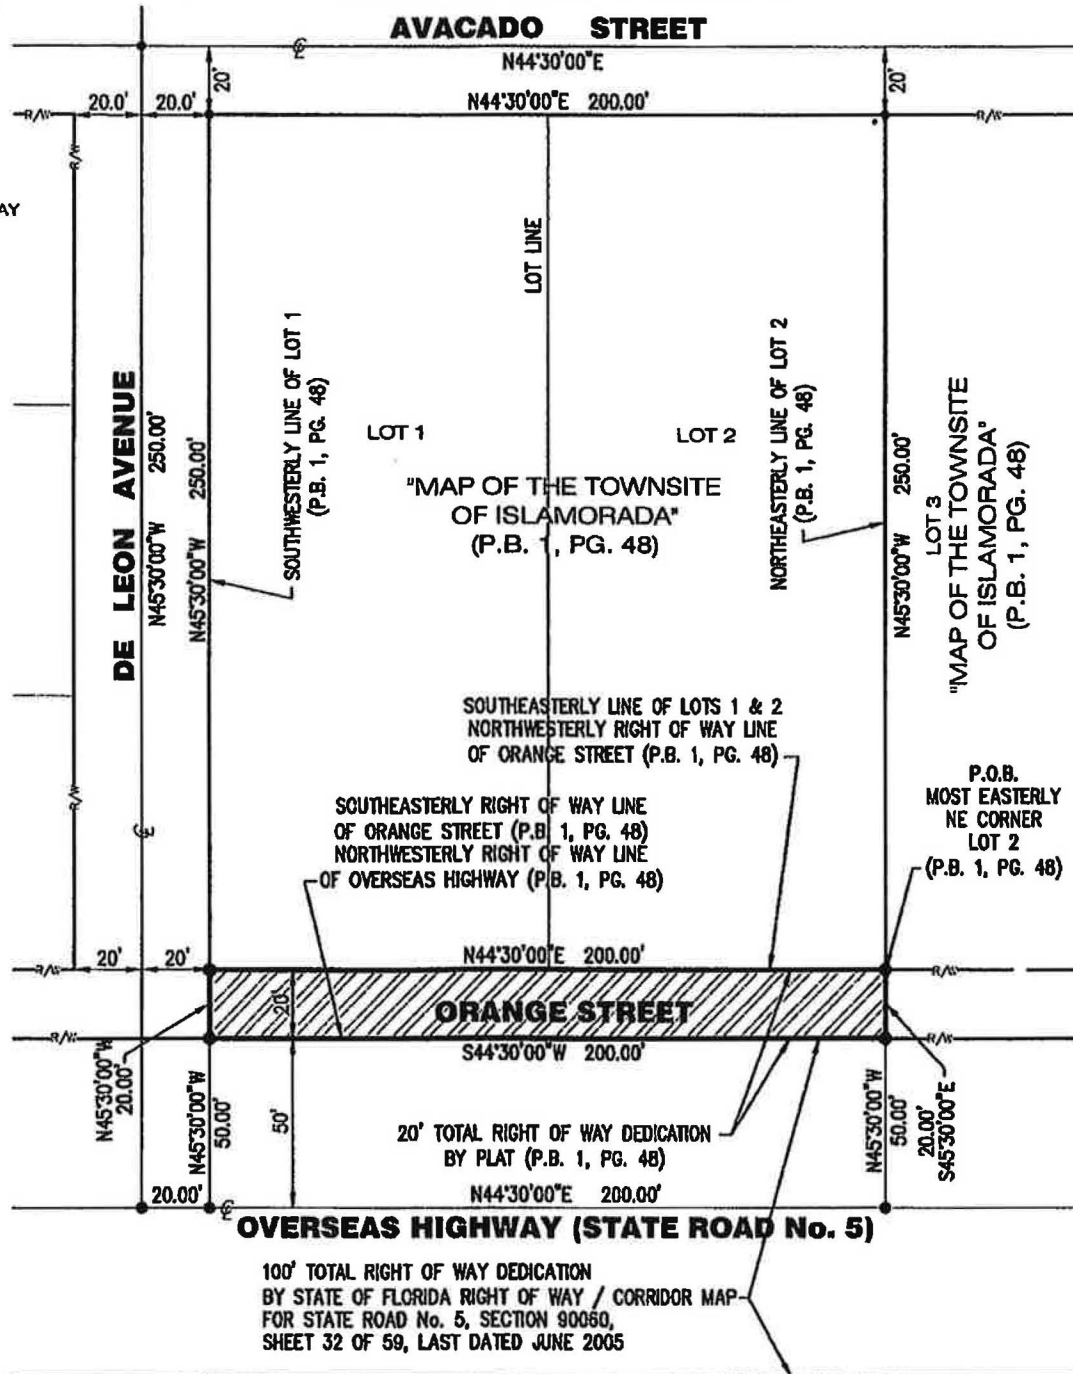 AVACADO STREET
℄
N44°30'00"E
20'
20'
20.0'
20.0'
N44°30'00"E 200.00'
R/W
R/W
R/W
AY
LOT LINE
SOUTHWESTERLY LINE OF LOT 1
(P.B. 1, PG. 48)
NORTHEASTERLY LINE OF LOT 2
(P.B. 1, PG. 48)
DE LEON AVENUE
N45°30'00"W 250.00'
N45°30'00"W 250.00'
LOT 1
LOT 2
"MAP OF THE TOWNSITE
OF ISLAMORADA"
(P.B. 1, PG. 48)
N45°30'00"W 250.00'
LOT 3
"MAP OF THE TOWNSITE
OF ISLAMORADA"
(P.B. 1, PG. 48)
SOUTHEASTERLY LINE OF LOTS 1 & 2
NORTHWESTERLY RIGHT OF WAY LINE
OF ORANGE STREET (P.B. 1, PG. 48)
P.O.B.
MOST EASTERLY
NE CORNER
LOT 2
(P.B. 1, PG. 48)
SOUTHEASTERLY RIGHT OF WAY LINE
OF ORANGE STREET (P.B. 1, PG. 48)
NORTHWESTERLY RIGHT OF WAY LINE
OF OVERSEAS HIGHWAY (P.B. 1, PG. 48)
R/W
℄
20'
20'
N44°30'00"E 200.00'
R/W
R/W
20'
ORANGE STREET
R/W
R/W
S44°30'00"W 200.00'
N45°30'00"W
20.00'
N45°30'00"W
50.00'
50'
20' TOTAL RIGHT OF WAY DEDICATION
BY PLAT (P.B. 1, PG. 48)
N45°30'00"W
50.00'
20.00'
S45°30'00"E
20.00'
℄
N44°30'00"E 200.00'
OVERSEAS HIGHWAY (STATE ROAD No. 5)
100' TOTAL RIGHT OF WAY DEDICATION
BY STATE OF FLORIDA RIGHT OF WAY / CORRIDOR MAP
FOR STATE ROAD No. 5, SECTION 90060,
SHEET 32 OF 59, LAST DATED JUNE 2005